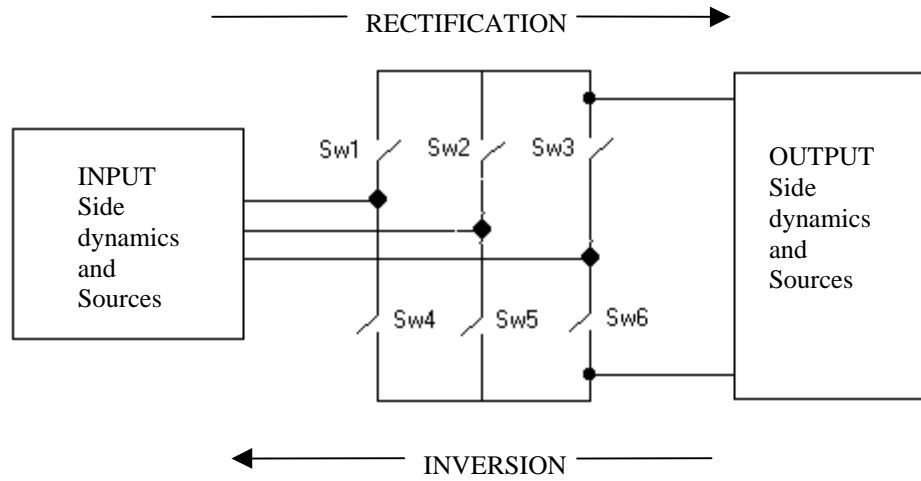 RECTIFICATION
INPUT
Side
dynamics
and
Sources
Sw1
Sw2
Sw3
OUTPUT
Side
dynamics
and
Sources
Sw4
Sw5
Sw6
INVERSION